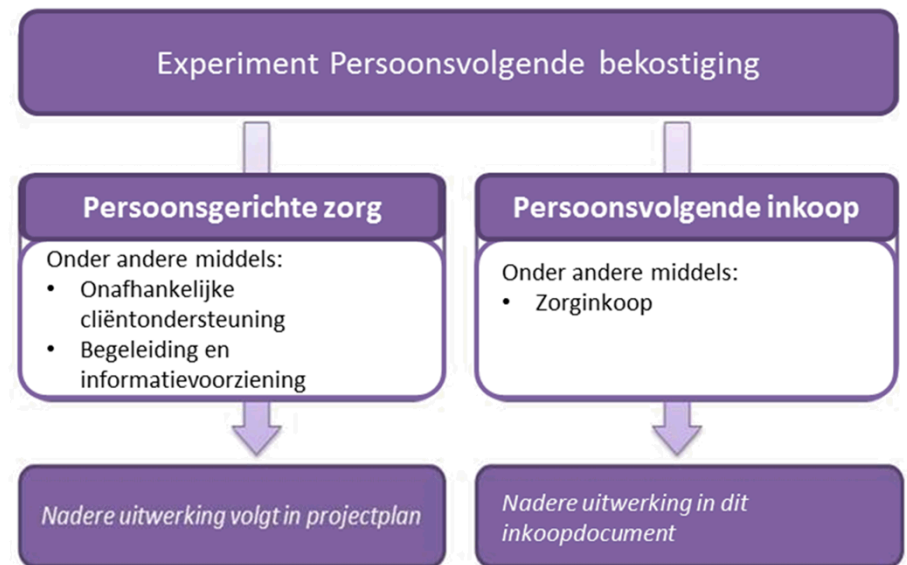 Experiment Persoonsvolgende bekostiging
Persoonsgerichte zorg
Onder andere middels:
• Onafhankelijke
cliëntondersteuning
• Begeleiding en
informatievoorziening
Nadere uitwerking volgt in projectplan
Persoonsvolgende inkoop
Onder andere middels:
• Zorginkoop
Nadere uitwerking in dit
inkoopdocument